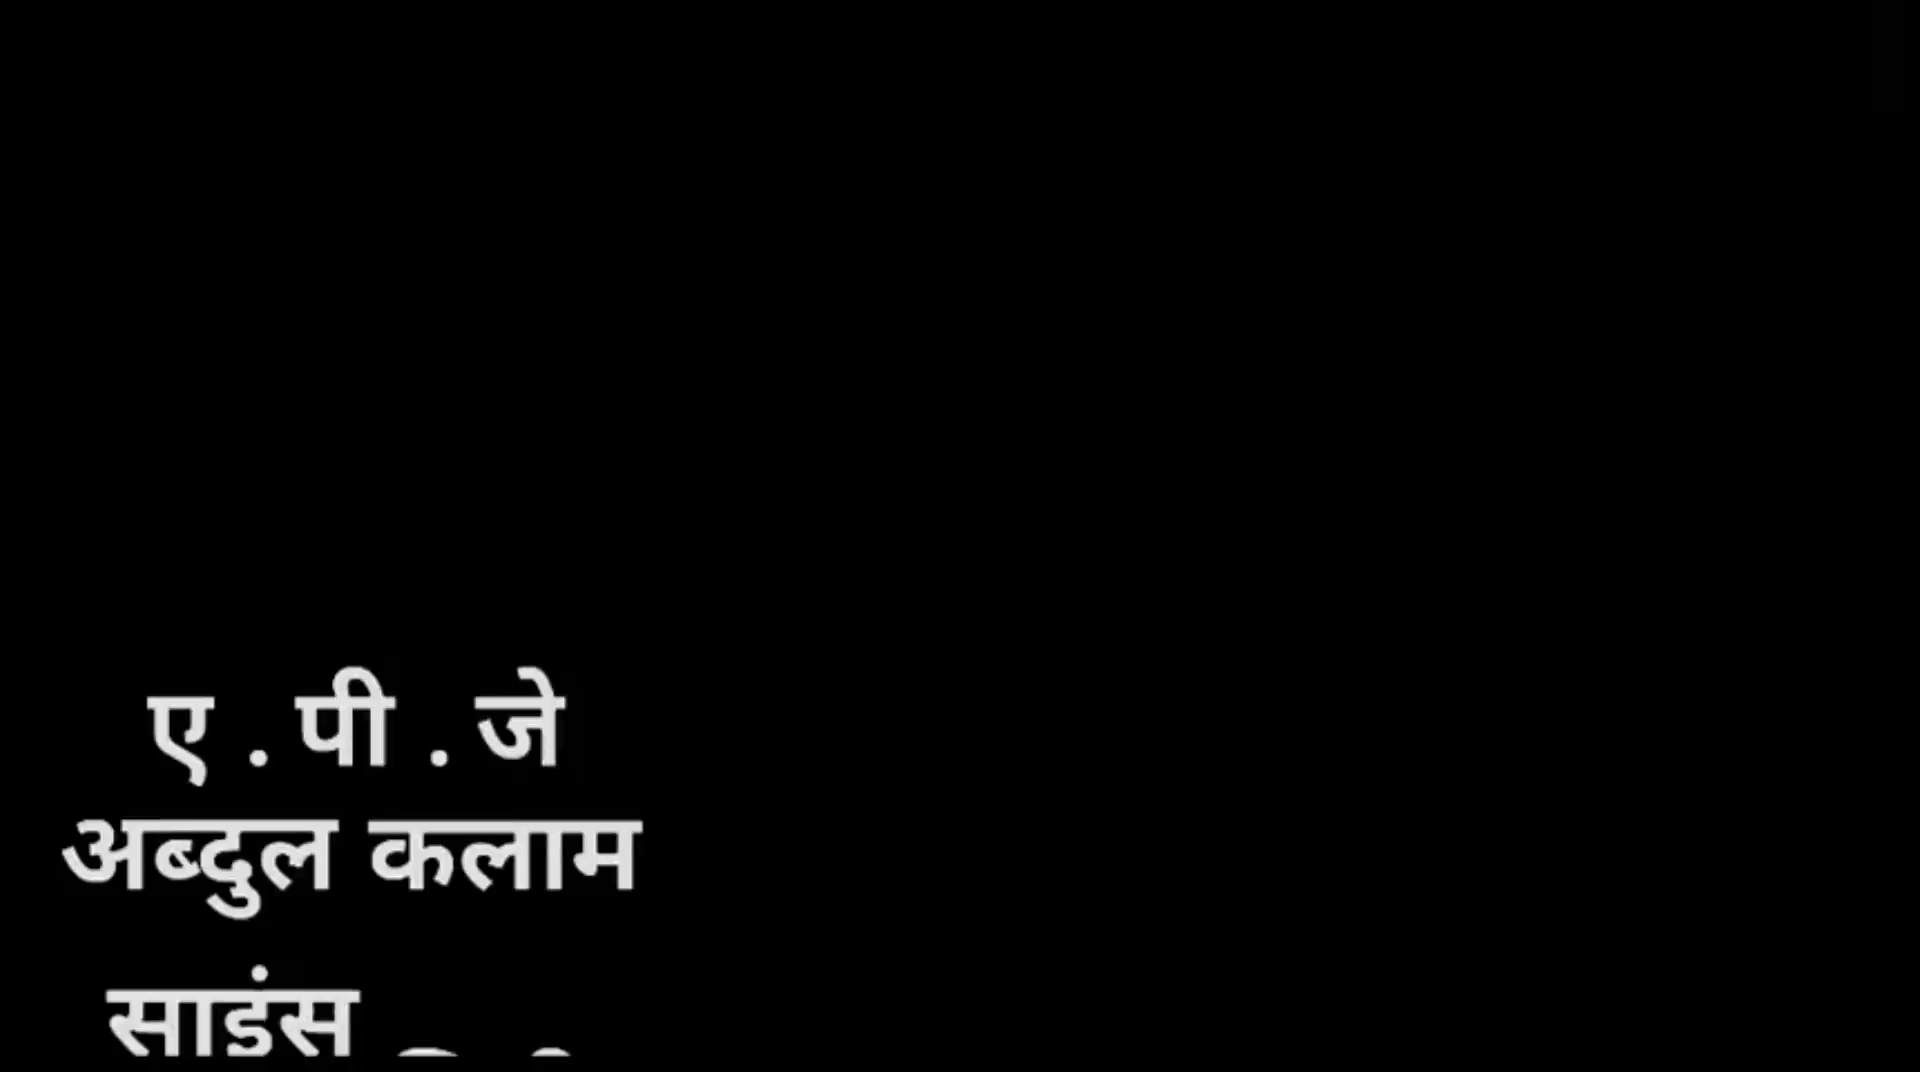 ए . पी . जे
अब्दुल कलाम
साइंस